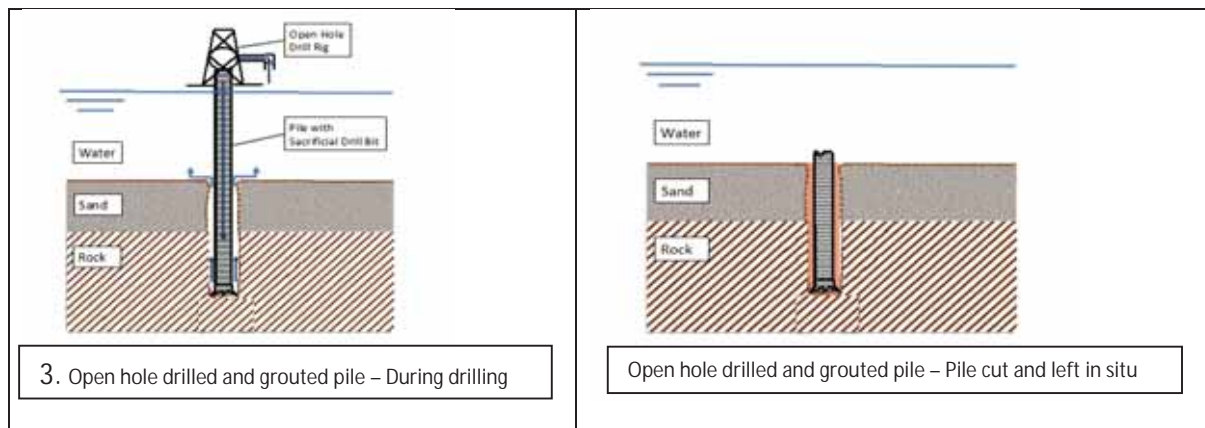 Open Hole
Drill Rig
Pile with
Sacrificial Drill Bit
Water
Sand
Rock
3. Open hole drilled and grouted pile – During drilling
Water
Sand
Rock
Open hole drilled and grouted pile – Pile cut and left in situ